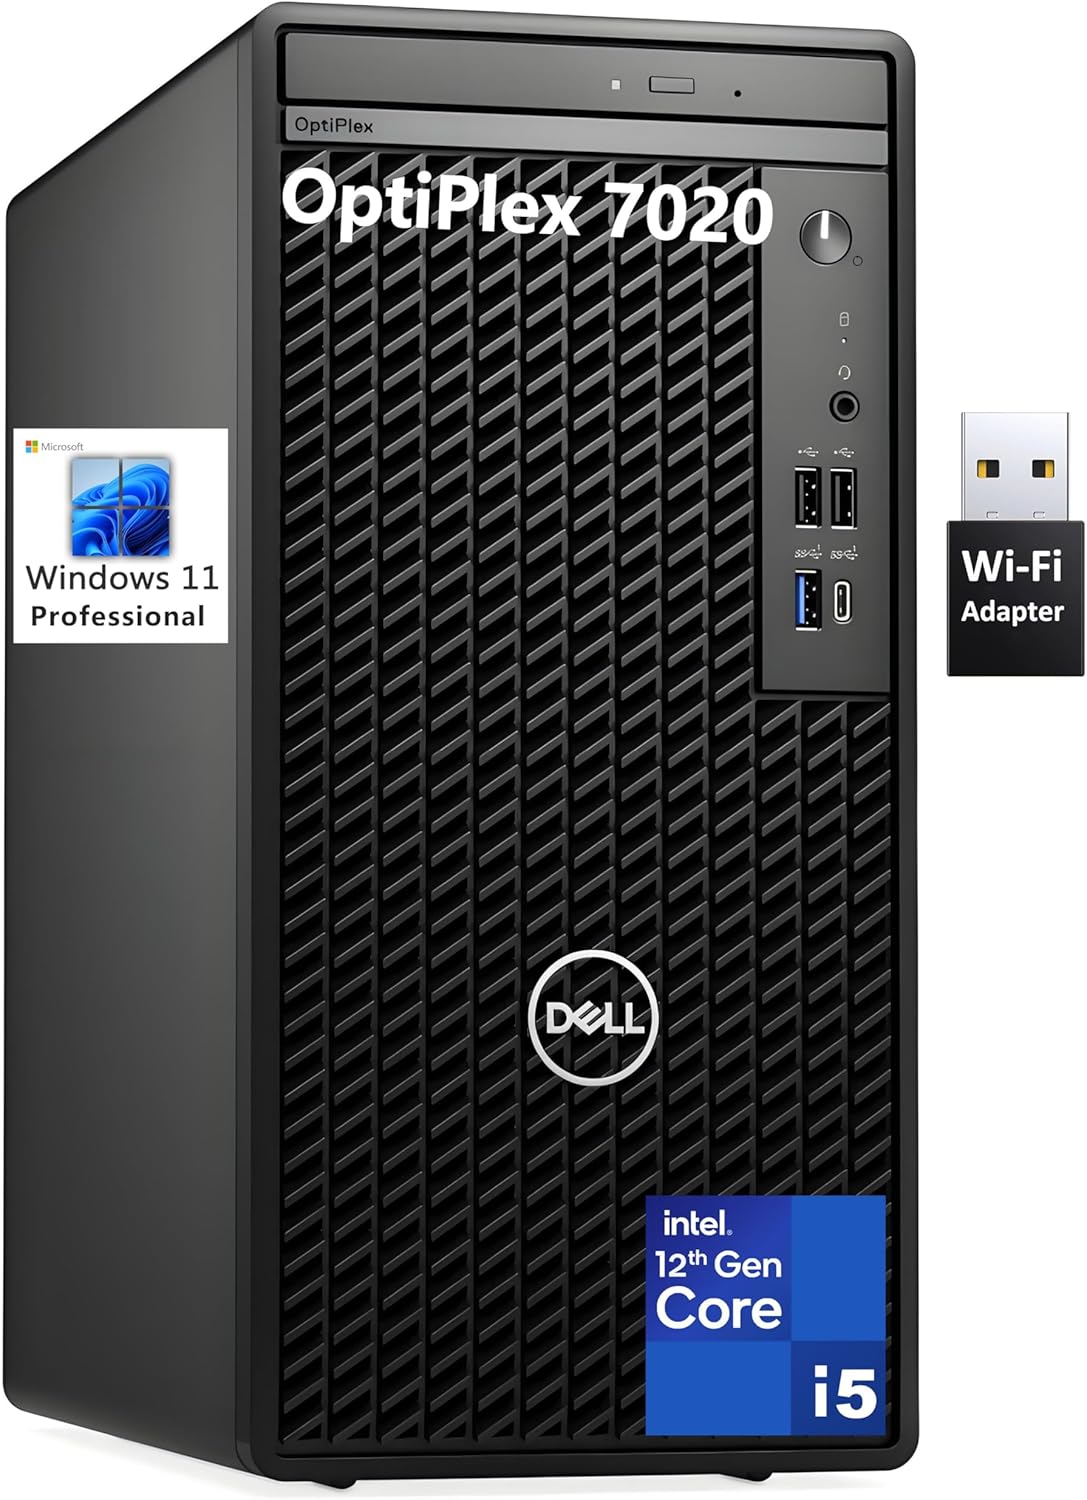 OptiPlex
OptiPlex 7020
Microsoft
Windows 11
Professional
Wi-Fi
Adapter
DELL
intel.
12th Gen
Core
i5